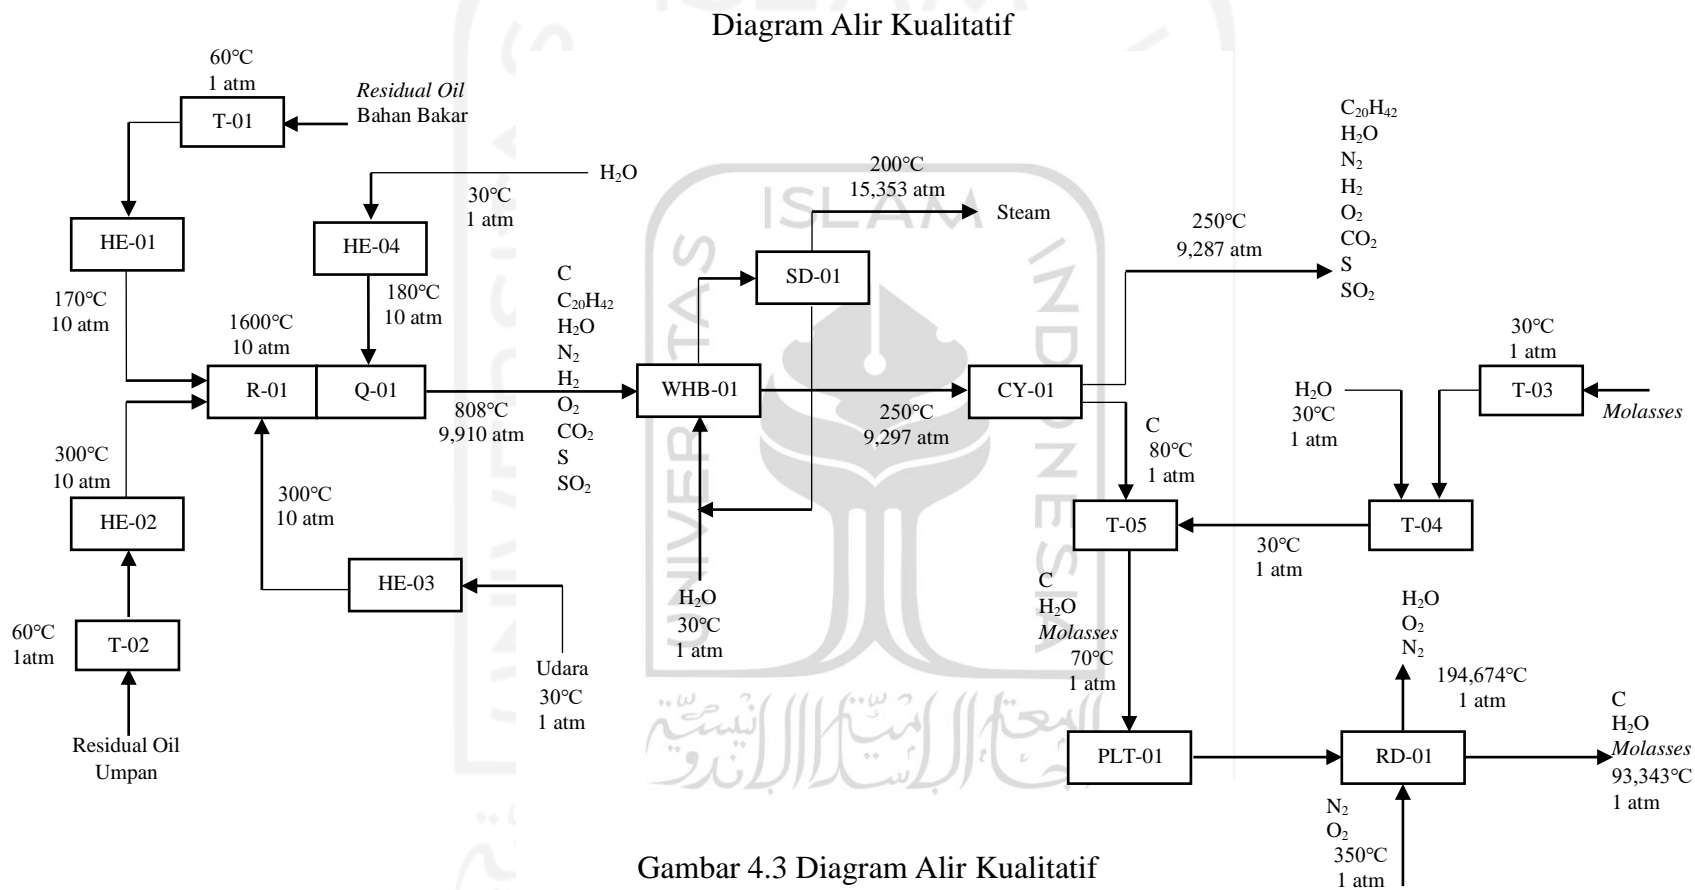 Diagram Alir Kualitatif
60°C
1 atm
T-01
Residual Oil
Bahan Bakar
HE-01
170°C
10 atm
H₂O
30°C
1 atm
HE-04
180°C
10 atm
1600°C
10 atm
R-01
Q-01
300°C
10 atm
HE-02
60°C
1atm
T-02
Residual Oil
Umpan
300°C
10 atm
HE-03
Udara
30°C
1 atm
C
C₂₀H₄₂
H₂O
N₂
H₂
O₂
CO₂
S
SO₂
808°C
9,910 atm
WHB-01
H₂O
30°C
1 atm
SD-01
200°C
15,353 atm
Steam
250°C
9,297 atm
CY-01
250°C
9,287 atm
C₂₀H₄₂
H₂O
N₂
H₂
O₂
CO₂
S
SO₂
C
80°C
1 atm
30°C
1 atm
T-03
Molasses
H₂O
30°C
1 atm
T-04
30°C
1 atm
T-05
C
H₂O
Molasses
70°C
1 atm
PLT-01
RD-01
H₂O
O₂
N₂
194,674°C
1 atm
C
H₂O
Molasses
93,343°C
1 atm
N₂
O₂
350°C
1 atm
UNIVERSITAS
ISLAM
INDONESIA
Gambar 4.3 Diagram Alir Kualitatif